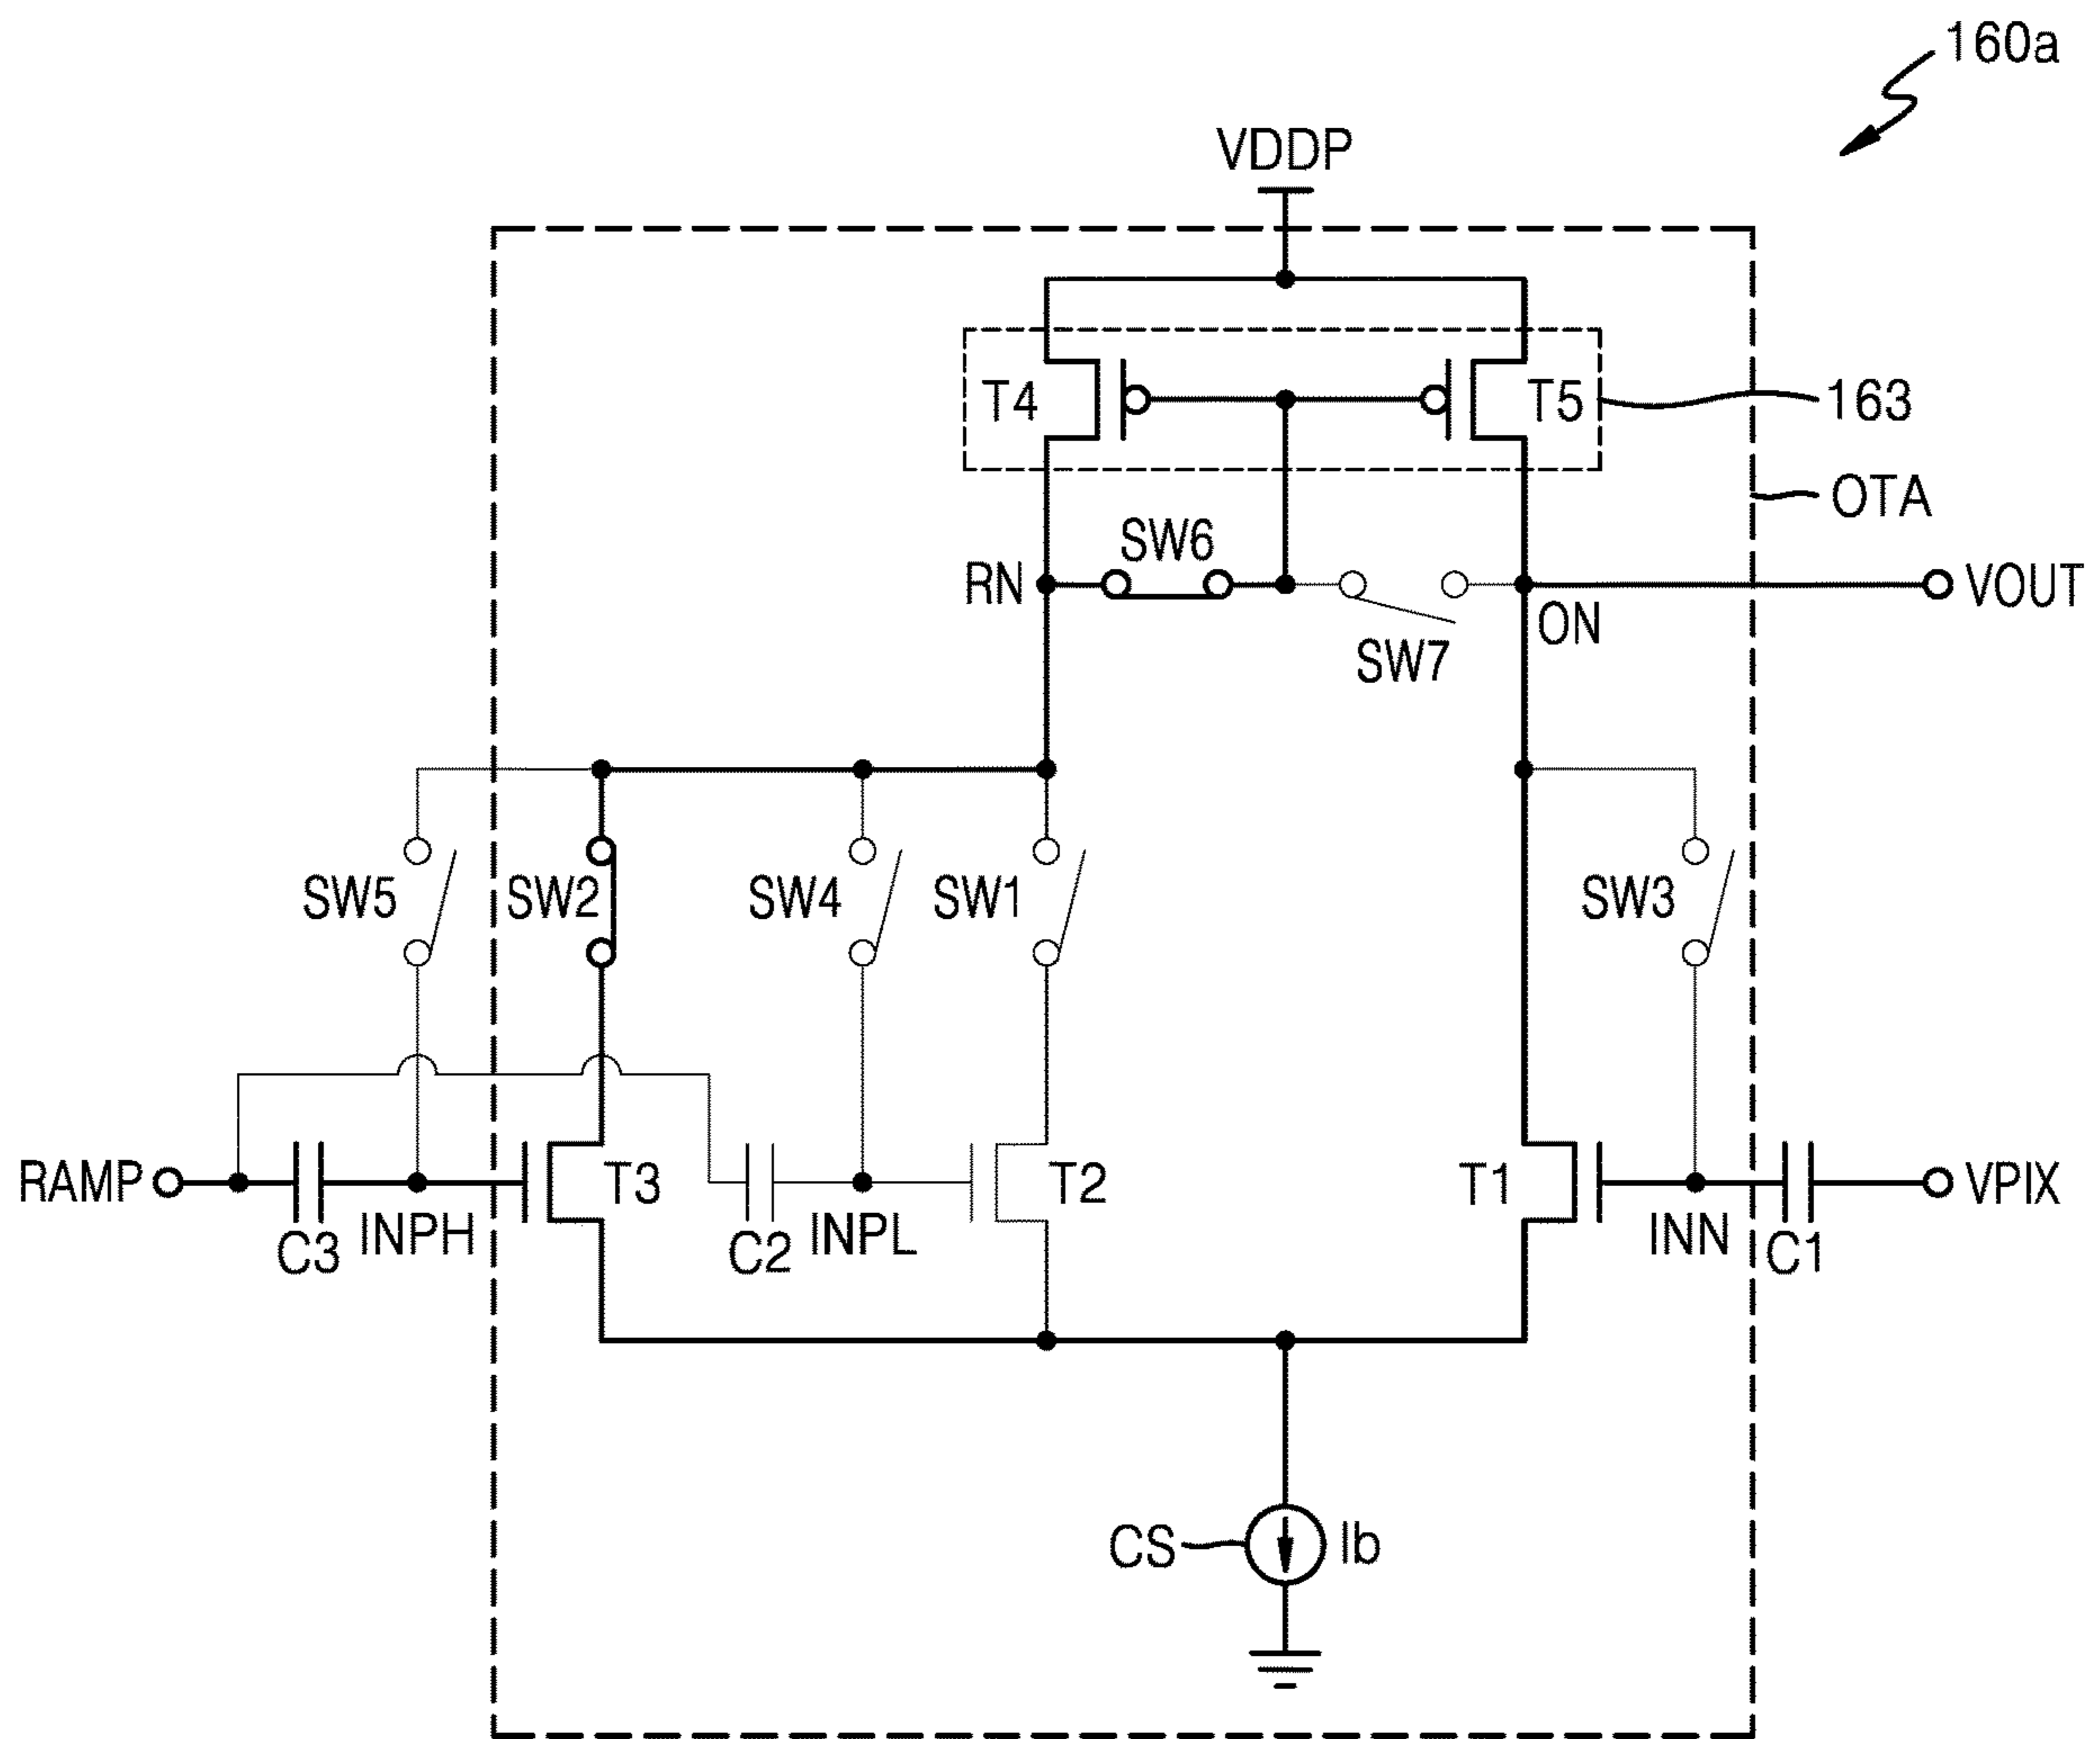 160a
VDDP
T4
T5
163
OTA
SW6
RN
VOUT
ON
SW7
SW5
SW2
SW4
SW1
SW3
RAMP
T3
T2
T1
VPIX
INPH
INPL
INN
C3
C2
C1
CS
Ib